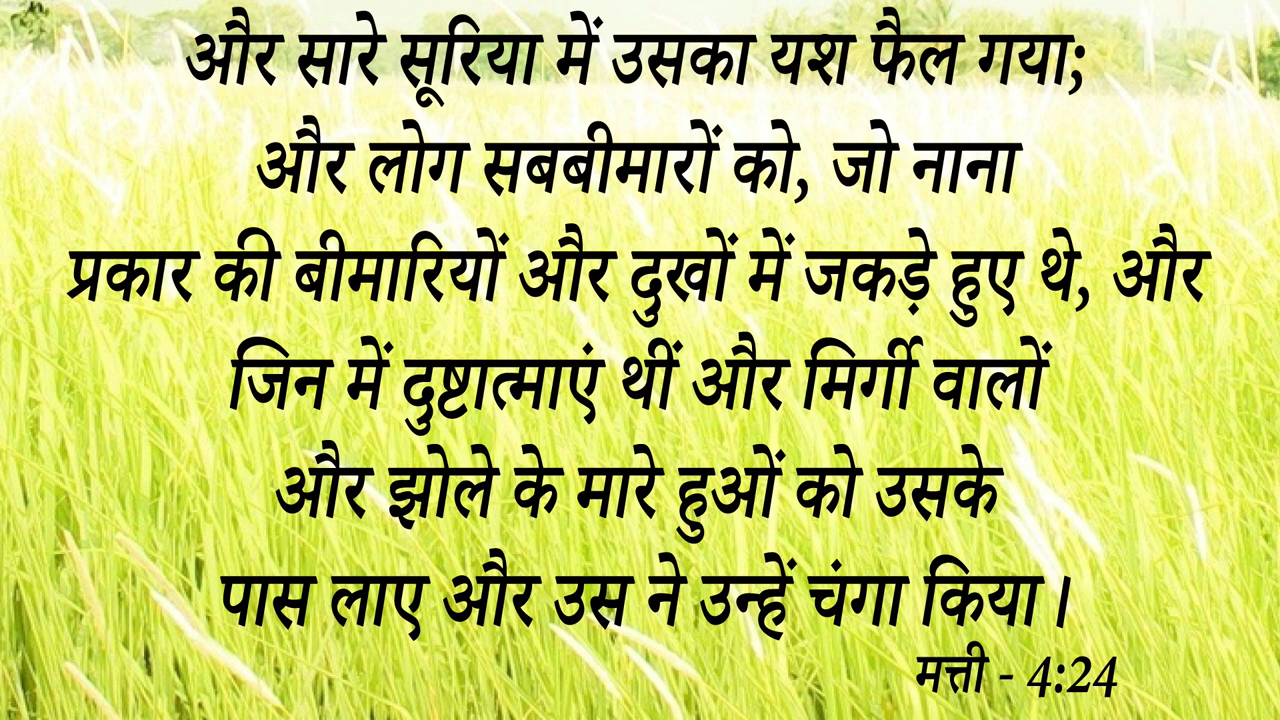 और सारे सूरिया में उसका यश फैल गया;
और लोग सबबीमारों को, जो नाना
प्रकार की बीमारियों और दुखों में जकड़े हुए थे, और
जिन में दुष्टात्माएं थीं और मिर्गी वालों
और झोले के मारे हुओं को उसके
पास लाए और उस ने उन्हें चंगा किया।
मत्ती - 4:24